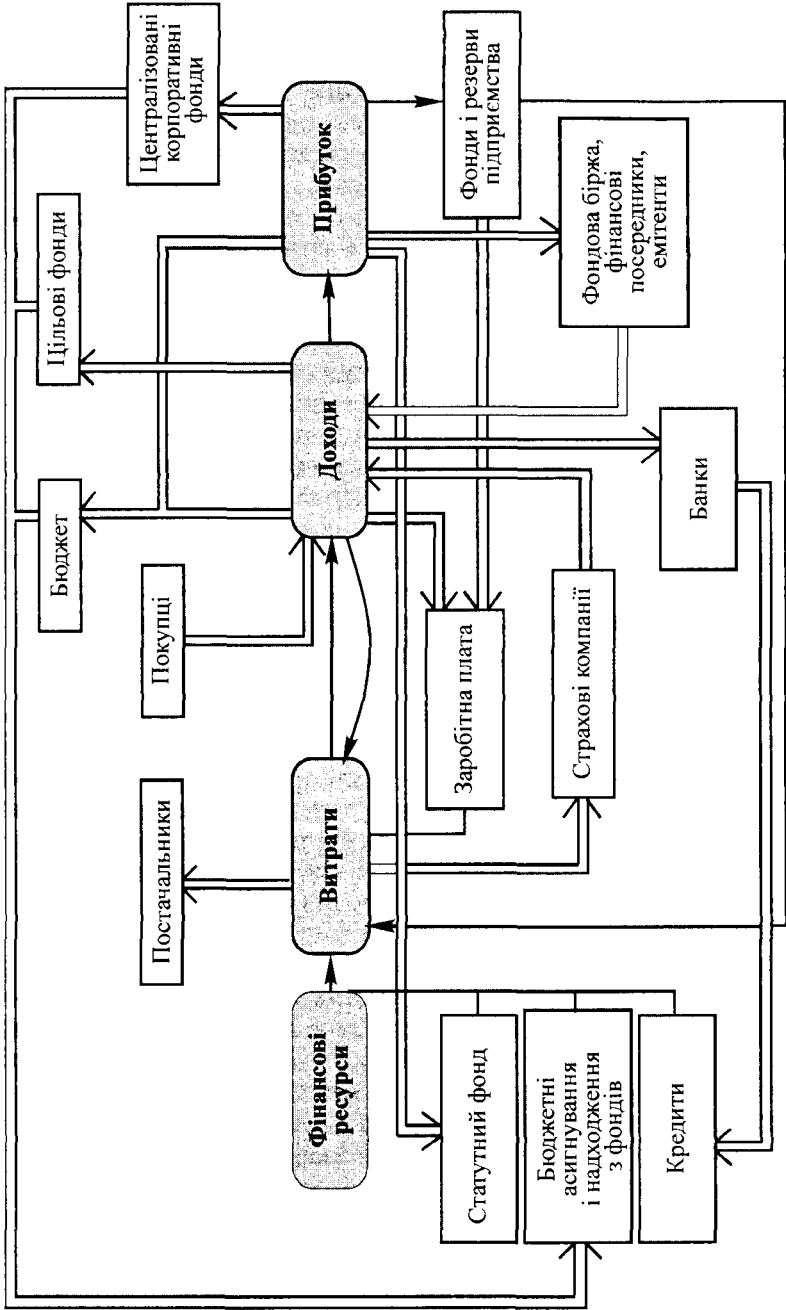 Постачальники
Покупці
Бюджет
Цільові фонди
Централізовані
корпоративні
фонди
Фінансові
ресурси
Витрати
Доходи
Прибуток
Статутний фонд
Бюджетні
асигнування
і надходження
з фондів
Кредити
Заробітна плата
Страхові компанії
Банки
Фонди і резерви
підприємства
Фондова біржа,
фінансові
посередники,
емітенти